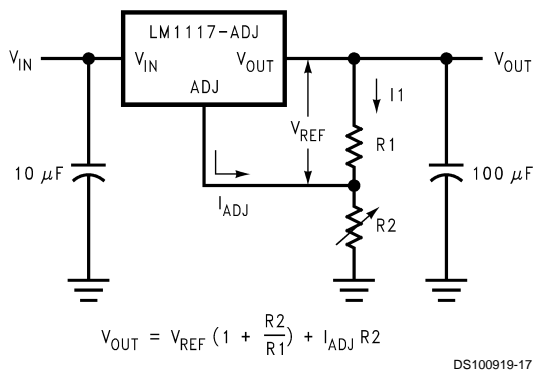 LM1117-ADJ
V_IN
V_IN
V_OUT
V_OUT
ADJ
I1
V_REF
R1
10 μF
100 μF
I_ADJ
R2
V_OUT = V_REF (1 + R2/R1) + I_ADJ R2
DS100919-17